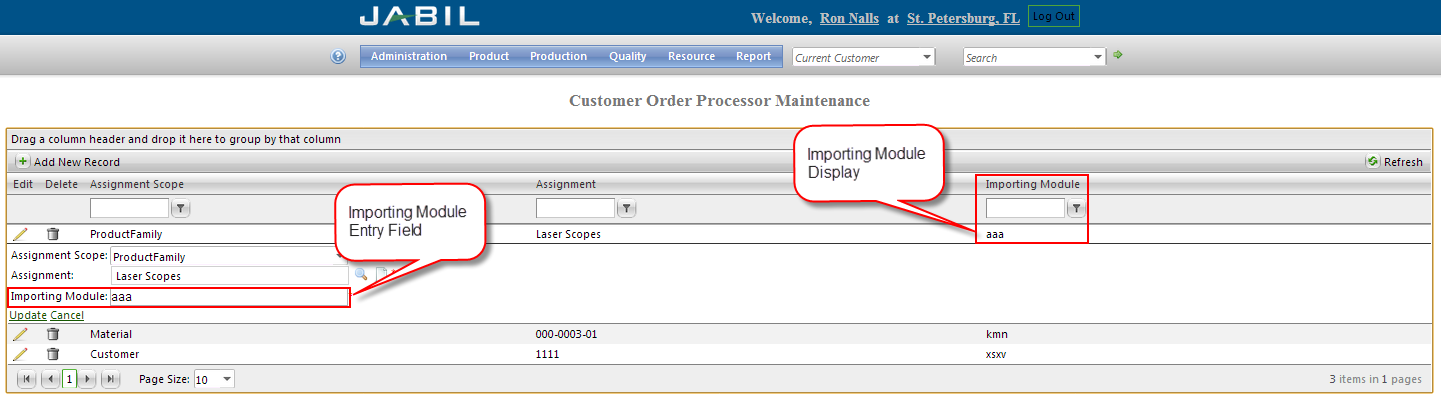 JABIL
Welcome, Ron Nalls at St. Petersburg, FL Log Out
Administration Product Production Quality Resource Report Current Customer Search
Customer Order Processor Maintenance
Drag a column header and drop it here to group by that column
Add New Record Refresh
Edit Delete Assignment Scope Assignment Importing Module
Importing Module
Display
Importing Module
Entry Field
ProductFamily Laser Scopes aaa
Assignment Scope: ProductFamily
Assignment: Laser Scopes
Importing Module: aaa
Update Cancel
Material 000-0003-01 kmn
Customer 1111 xsxv
1 Page Size: 10 3 items in 1 pages